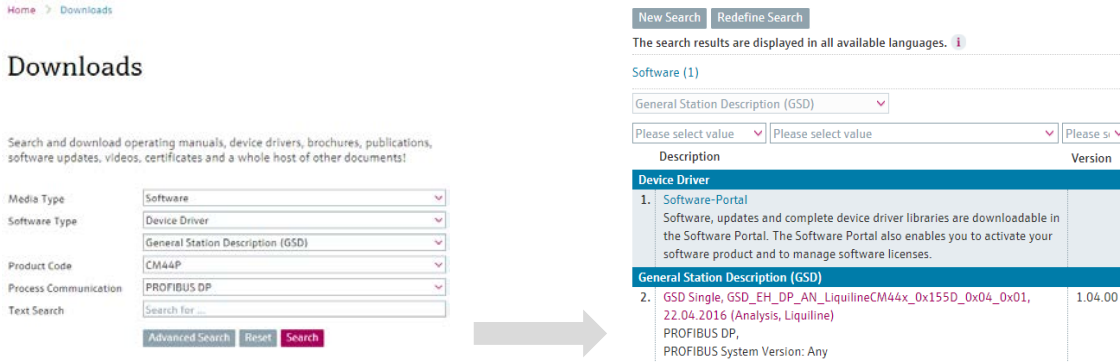 Home > Downloads
Downloads
Search and download operating manuals, device drivers, brochures, publications,
software updates, videos, certificates and a whole host of other documents!
Media Type Software
Software Type Device Driver
General Station Description (GSD)
Product Code CM44P
Process Communication PROFIBUS DP
Text Search Search for ...
Advanced Search Reset Search
New Search Redefine Search
The search results are displayed in all available languages. i
Software (1)
General Station Description (GSD)
Please select value Please select value Please s
Description Version
Device Driver
1. Software-Portal
Software, updates and complete device driver libraries are downloadable in
the Software Portal. The Software Portal also enables you to activate your
software product and to manage software licenses.
General Station Description (GSD)
2. GSD Single, GSD_EH_DP_AN_LiquilineCM44x_0x155D_0x04_0x01, 1.04.00
22.04.2016 (Analysis, Liquiline)
PROFIBUS DP,
PROFIBUS System Version: Any